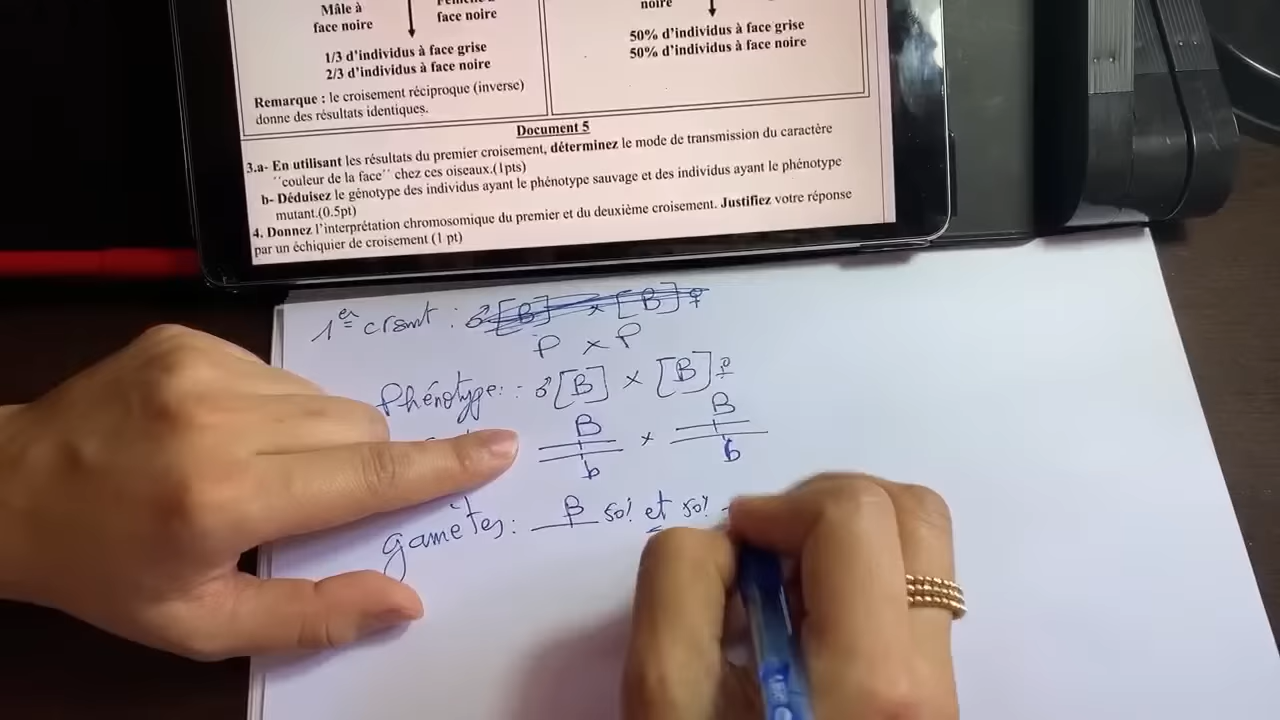 Mâle à
face noire
face noire
1/3 d'individus à face grise
2/3 d'individus à face noire
Remarque : le croisement réciproque (inverse)
donne des résultats identiques.
noire
50% d'individus à face grise
50% d'individus à face noire
Document 5
3.a- En utilisant les résultats du premier croisement, déterminez le mode de transmission du caractère
''couleur de la face'' chez ces oiseaux.(1pts)
b- Déduisez le génotype des individus ayant le phénotype sauvage et des individus ayant le phénotype
mutant.(0.5pt)
4. Donnez l'interprétation chromosomique du premier et du deuxième croisement. Justifiez votre réponse
par un échiquier de croisement (1 pt)
1er crsmt : ♂[B] × [B]♀
P × P
Phénotype: : ♂[B] × [B]♀
B × B
b b
gamètes: B 50% et 50%